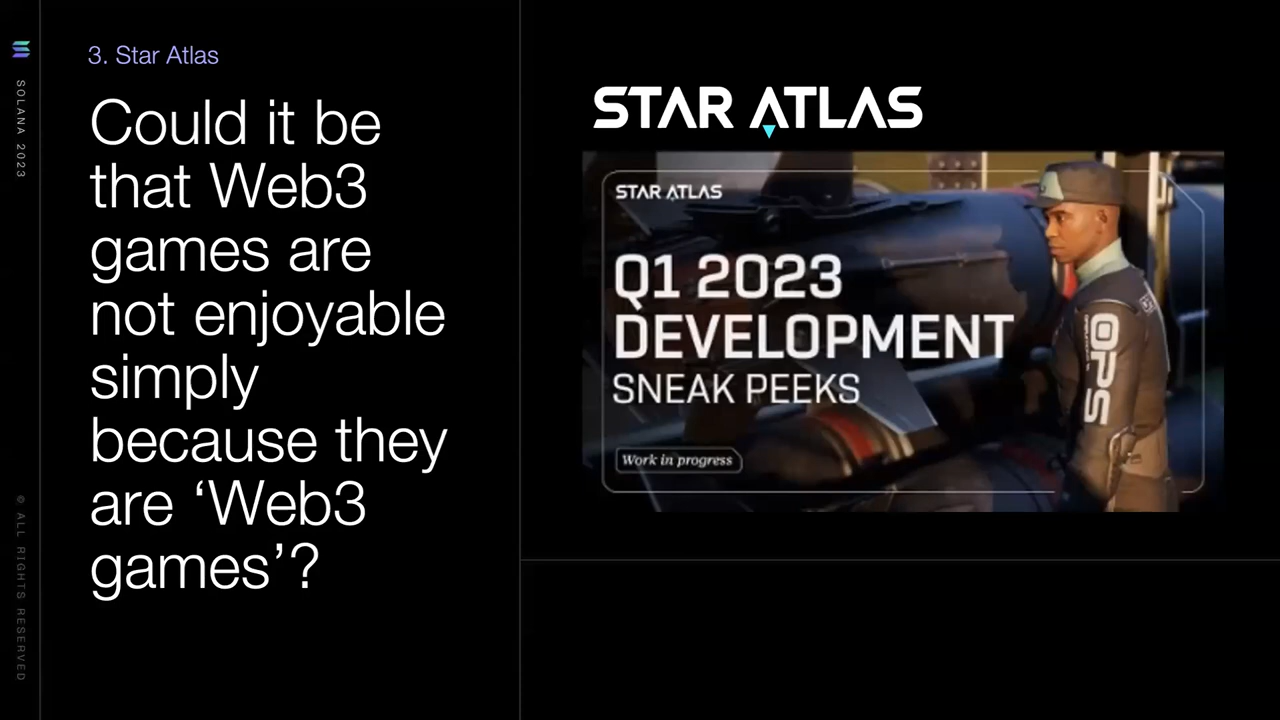 SOLANA 2023
© ALL RIGHTS RESERVED
3. Star Atlas
Could it be
that Web3
games are
not enjoyable
simply
because they
are ‘Web3
games’?
STAR ATLAS
STAR ATLAS
Q1 2023
DEVELOPMENT
SNEAK PEEKS
Work in progress
OPS